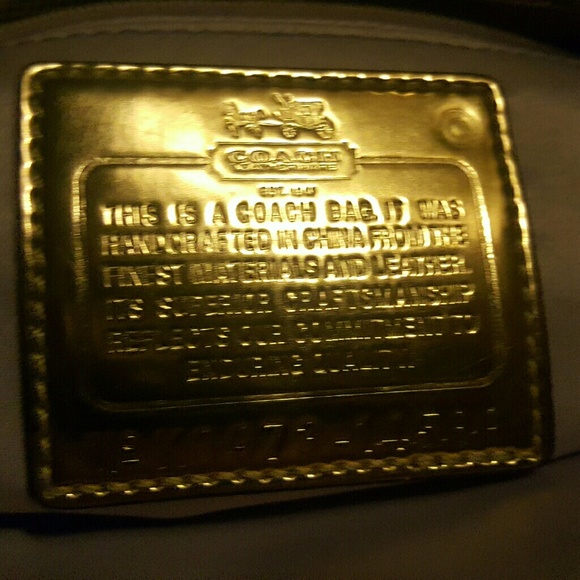 COACH
EST. 1941
THIS IS A COACH BAG. IT WAS
HANDCRAFTED IN CHINA FROM THE
FINEST MATERIALS AND LEATHER.
ITS SUPERIOR CRAFTSMANSHIP
REFLECTS OUR COMMITMENT TO
ENDURING QUALITY.